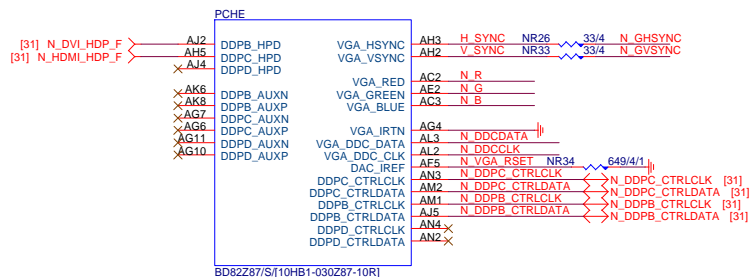 PCHE
[31] N_DVI_HDP_F AJ2 DDPB_HPD
[31] N_HDMI_HDP_F AH5 DDPC_HPD
AJ4 DDPD_HPD
AK6 DDPB_AUXN
AK8 DDPB_AUXP
AG7 DDPC_AUXN
AG6 DDPC_AUXP
AG11 DDPD_AUXN
AG10 DDPD_AUXP
VGA_HSYNC AH3 H_SYNC NR26 33/4 N_GHSYNC
VGA_VSYNC AH2 V_SYNC NR33 33/4 N_GVSYNC
VGA_RED AC2 N_R
VGA_GREEN AE2 N_G
VGA_BLUE AC3 N_B
VGA_IRTN AG4
VGA_DDC_DATA AL3 N_DDCDATA
VGA_DDC_CLK AL2 N_DDCCLK
DAC_IREF AF5 N_VGA_RSET NR34 649/4/1
DDPC_CTRLCLK AN3 N_DDPC_CTRLCLK N_DDPC_CTRLCLK [31]
DDPC_CTRLDATA AM2 N_DDPC_CTRLDATA N_DDPC_CTRLDATA [31]
DDPB_CTRLCLK AM1 N_DDPB_CTRLCLK N_DDPB_CTRLCLK [31]
DDPB_CTRLDATA AJ5 N_DDPB_CTRLDATA N_DDPB_CTRLDATA [31]
DDPD_CTRLCLK AN4
DDPD_CTRLDATA AN2
BD82Z87/S/[10HB1-030Z87-10R]